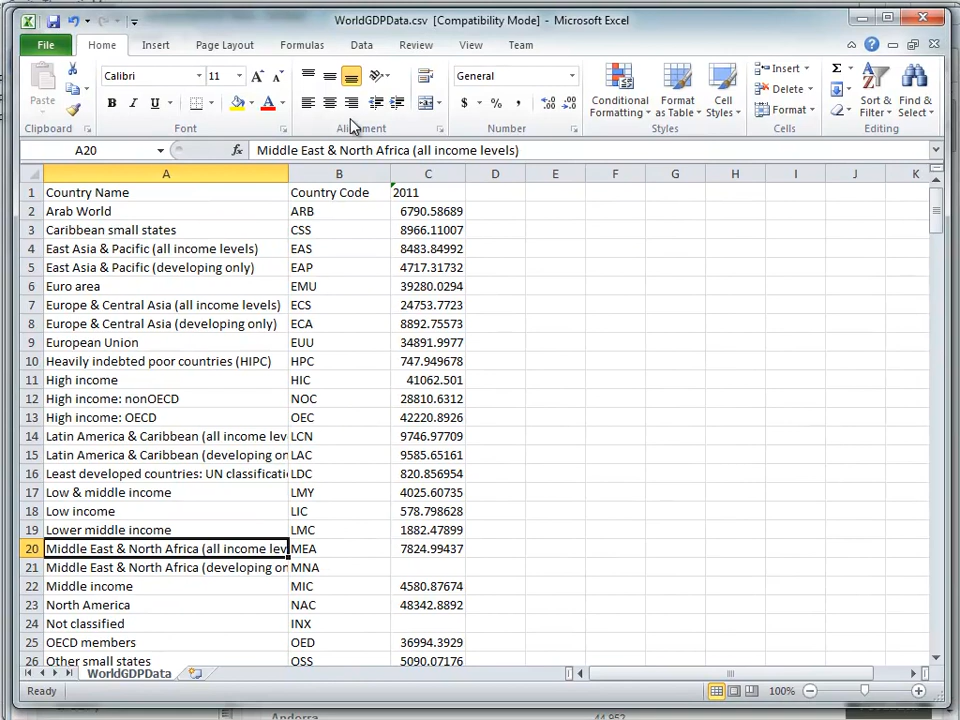 WorldGDPData.csv [Compatibility Mode] - Microsoft Excel
File Home Insert Page Layout Formulas Data Review View Team
Paste
Calibri 11
B I U
General
$ % ,
Conditional Formatting
Format as Table
Cell Styles
Insert
Delete
Format
Sort & Filter
Find & Select
Clipboard Font Alignment Number Styles Cells Editing
A20 fx Middle East & North Africa (all income levels)
A B C D E F G H I J K
1 Country Name Country Code 2011
2 Arab World ARB 6790.58689
3 Caribbean small states CSS 8966.11007
4 East Asia & Pacific (all income levels) EAS 8483.84992
5 East Asia & Pacific (developing only) EAP 4717.31732
6 Euro area EMU 39280.0294
7 Europe & Central Asia (all income levels) ECS 24753.7723
8 Europe & Central Asia (developing only) ECA 8892.75573
9 European Union EUU 34891.9977
10 Heavily indebted poor countries (HIPC) HPC 747.949678
11 High income HIC 41062.501
12 High income: nonOECD NOC 28810.6312
13 High income: OECD OEC 42220.8926
14 Latin America & Caribbean (all income lev LCN 9746.97709
15 Latin America & Caribbean (developing on LAC 9585.65161
16 Least developed countries: UN classificati LDC 820.856954
17 Low & middle income LMY 4025.60735
18 Low income LIC 578.798628
19 Lower middle income LMC 1882.47899
20 Middle East & North Africa (all income lev MEA 7824.99437
21 Middle East & North Africa (developing on MNA
22 Middle income MIC 4580.87674
23 North America NAC 48342.8892
24 Not classified INX
25 OECD members OED 36994.3929
26 Other small states OSS 5090.07176
WorldGDPData
Ready 100%
Andorra 44,952